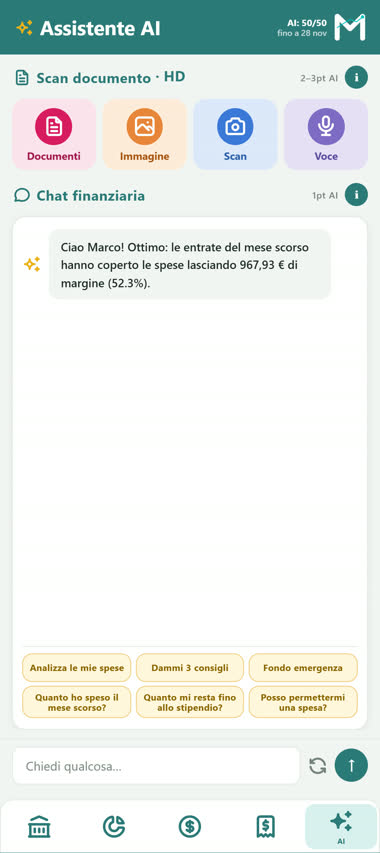 Assistente AI
AI: 50/50
fino a 28 nov
M
Scan documento · HD
2–3pt AI
i
Documenti
Immagine
Scan
Voce
Chat finanziaria
1pt AI
i
Ciao Marco! Ottimo: le entrate del mese scorso
hanno coperto le spese lasciando 967,93 € di
margine (52.3%).
Analizza le mie spese
Dammi 3 consigli
Fondo emergenza
Quanto ho speso il
mese scorso?
Quanto mi resta fino
allo stipendio?
Posso permettermi
una spesa?
Chiedi qualcosa...
AI